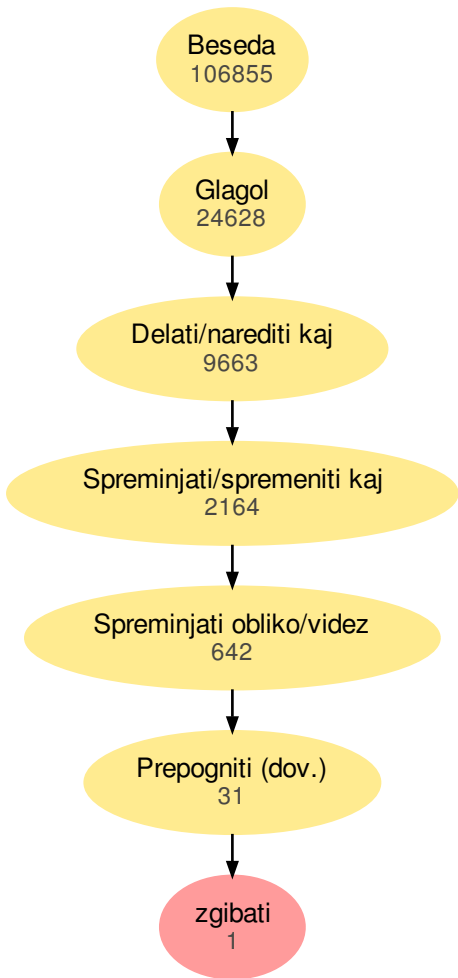 Beseda
106855
Glagol
24628
Delati/narediti kaj
9663
Spreminjati/spremeniti kaj
2164
Spreminjati obliko/videz
642
Prepogniti (dov.)
31
zgibati
1